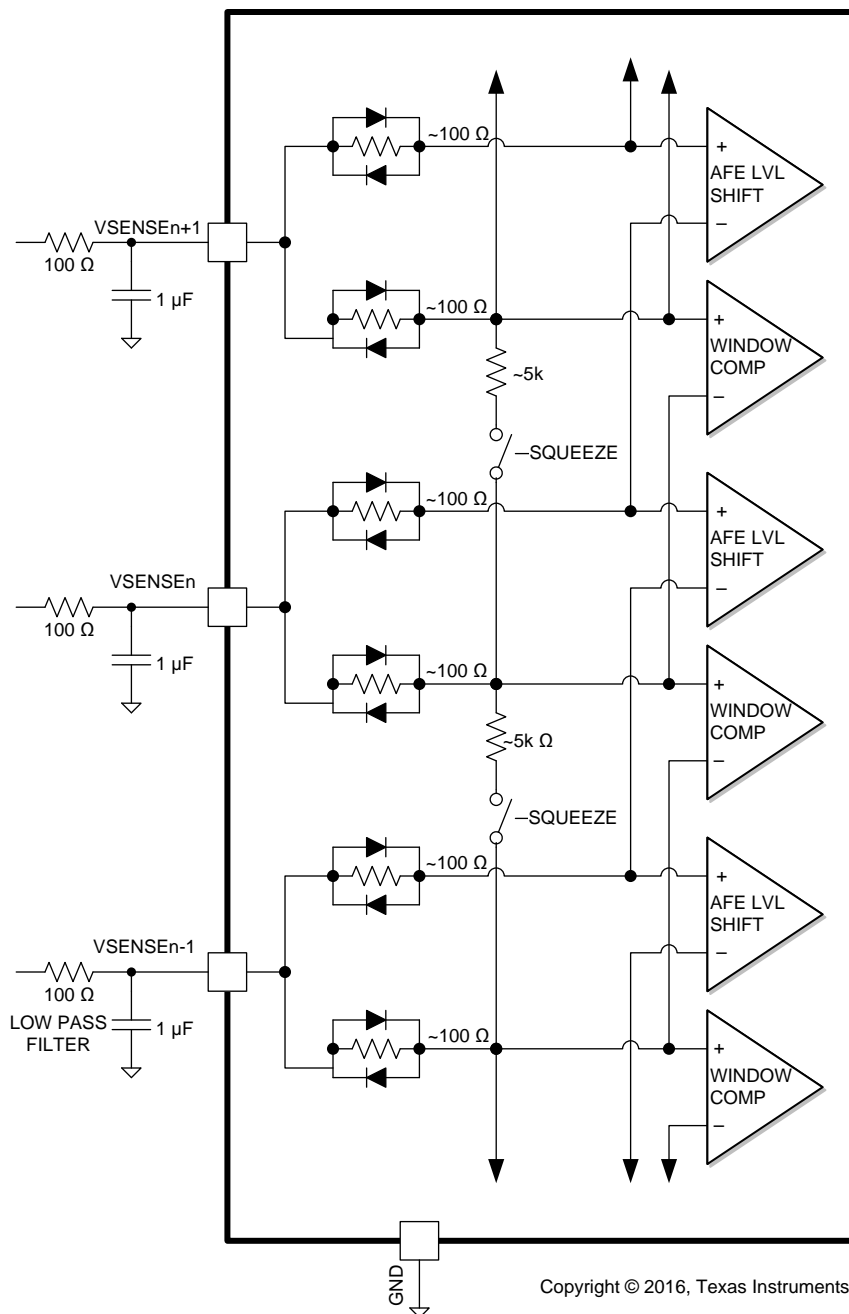 ~100 Ω
+
AFE LVL
SHIFT
−
VSENSEn+1
100 Ω
1 µF
~100 Ω
+
WINDOW
COMP
−
~5k
SQUEEZE
~100 Ω
+
AFE LVL
SHIFT
−
VSENSEn
100 Ω
1 µF
~100 Ω
+
WINDOW
COMP
−
~5k Ω
SQUEEZE
~100 Ω
+
AFE LVL
SHIFT
−
VSENSEn-1
100 Ω
LOW PASS
FILTER
1 µF
~100 Ω
+
WINDOW
COMP
−
GND
Copyright © 2016, Texas Instruments